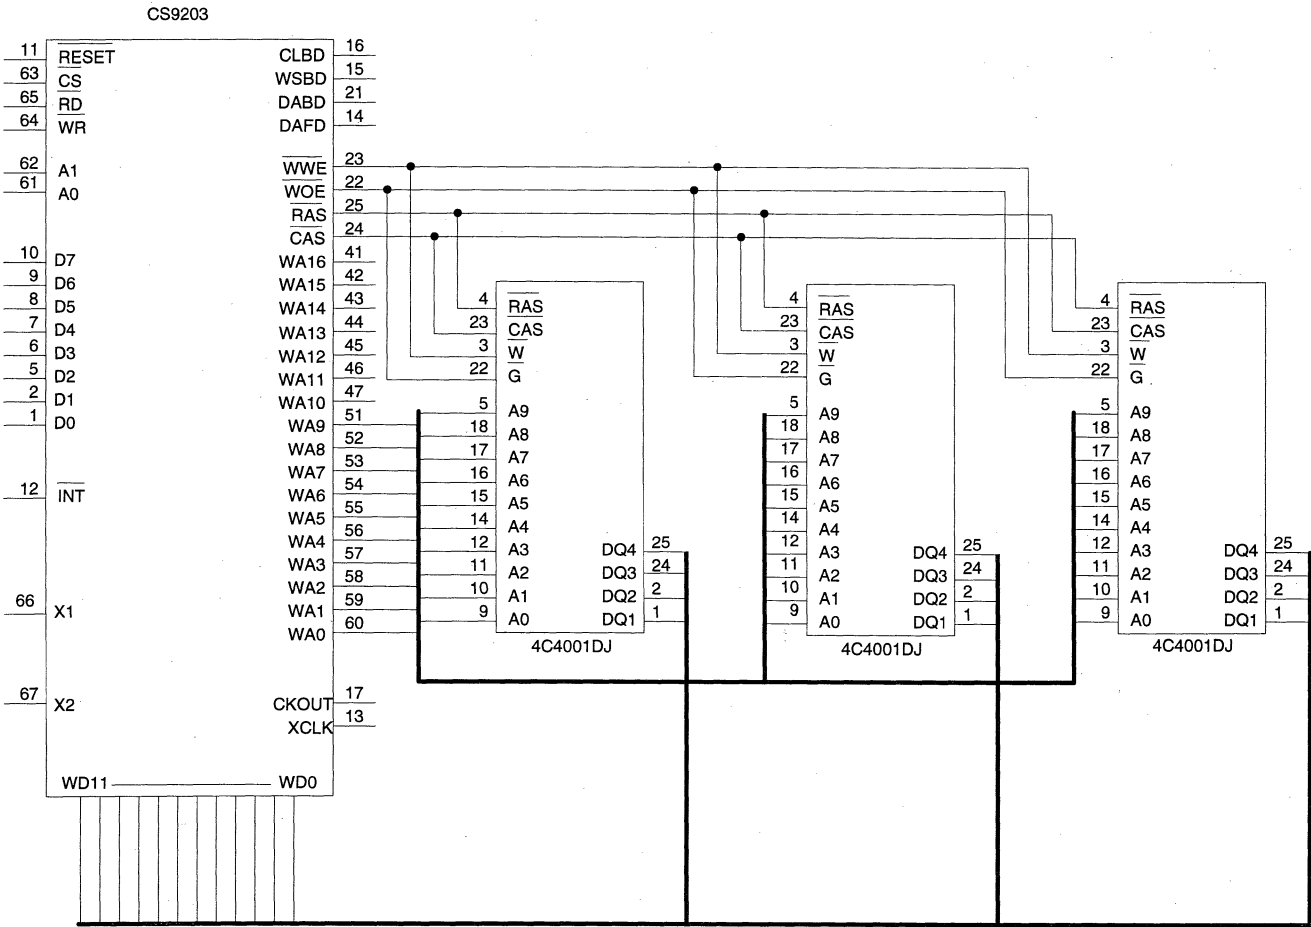 CS9203
11 RESET
63 CS
65 RD
64 WR
62 A1
61 A0
10 D7
9 D6
8 D5
7 D4
6 D3
5 D2
2 D1
1 D0
12 INT
66 X1
67 X2
CLBD 16
WSBD 15
DABD 21
DAFD 14
WWE 23
WOE 22
RAS 25
CAS 24
WA16 41
WA15 42
WA14 43
WA13 44
WA12 45
WA11 46
WA10 47
WA9 51
WA8 52
WA7 53
WA6 54
WA5 55
WA4 56
WA3 57
WA2 58
WA1 59
WA0 60
CKOUT 17
XCLK 13
WD11 WD0
4 RAS
23 CAS
3 W
22 G
5 A9
18 A8
17 A7
16 A6
15 A5
14 A4
12 A3
11 A2
10 A1
9 A0
DQ4 25
DQ3 24
DQ2 2
DQ1 1
4C4001DJ
4 RAS
23 CAS
3 W
22 G
5 A9
18 A8
17 A7
16 A6
15 A5
14 A4
12 A3
11 A2
10 A1
9 A0
DQ4 25
DQ3 24
DQ2 2
DQ1 1
4C4001DJ
4 RAS
23 CAS
3 W
22 G
5 A9
18 A8
17 A7
16 A6
15 A5
14 A4
12 A3
11 A2
10 A1
9 A0
DQ4 25
DQ3 24
DQ2 2
DQ1 1
4C4001DJ